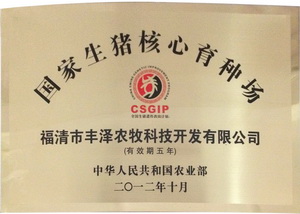 国家生猪核心育种场
CSGIP
福清市丰泽农牧科技开发有限公司
(有效期五年)
中华人民共和国农业部
二〇一二年十月